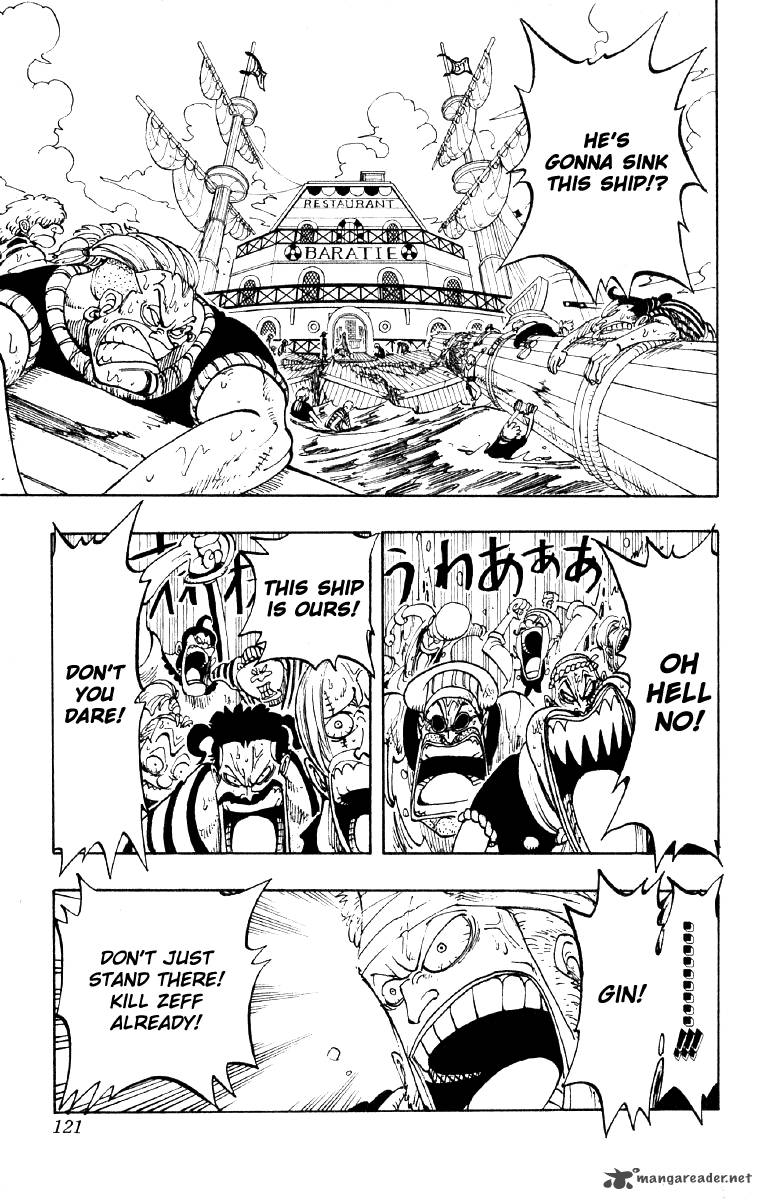 HE'S
GONNA SINK
THIS SHIP!?
RESTAURANT
BARATIE
OH
HELL
NO!
うわあぁぁ
THIS SHIP
IS OURS!
DON'T
YOU
DARE!
GIN!
DON'T JUST
STAND THERE!
KILL ZEFF
ALREADY!
121
mangareader.net